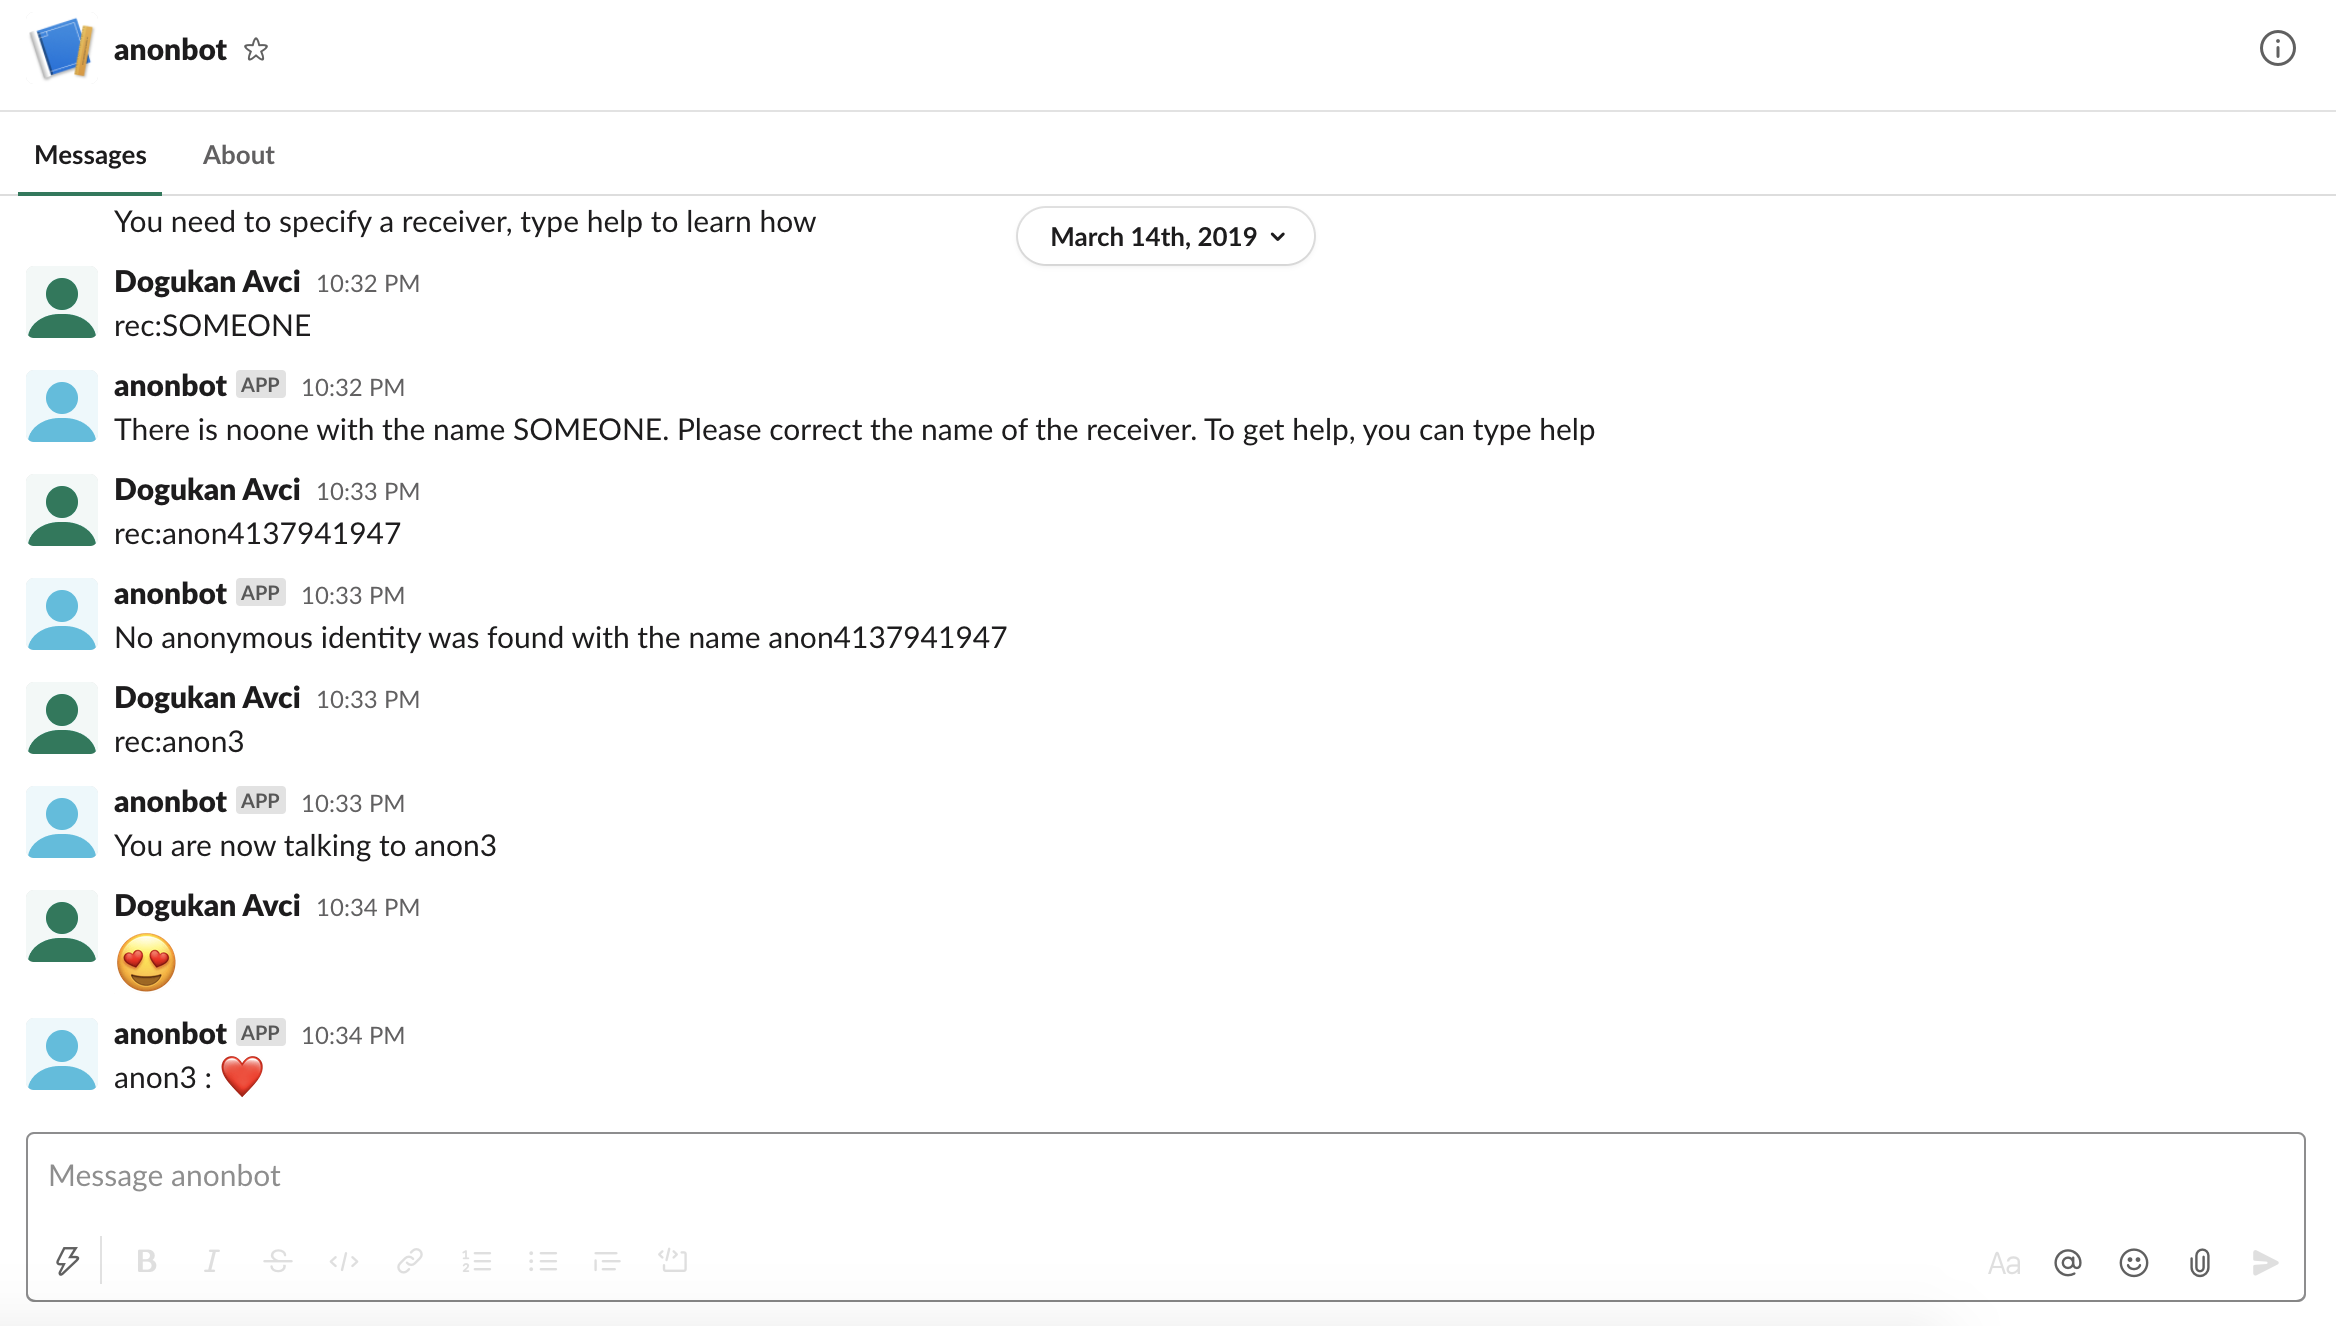 anonbot
Messages About
You need to specify a receiver, type help to learn how
March 14th, 2019
Dogukan Avci 10:32 PM
rec:SOMEONE
anonbot APP 10:32 PM
There is noone with the name SOMEONE. Please correct the name of the receiver. To get help, you can type help
Dogukan Avci 10:33 PM
rec:anon4137941947
anonbot APP 10:33 PM
No anonymous identity was found with the name anon4137941947
Dogukan Avci 10:33 PM
rec:anon3
anonbot APP 10:33 PM
You are now talking to anon3
Dogukan Avci 10:34 PM
😍
anonbot APP 10:34 PM
anon3 : ❤️
Message anonbot
Aa